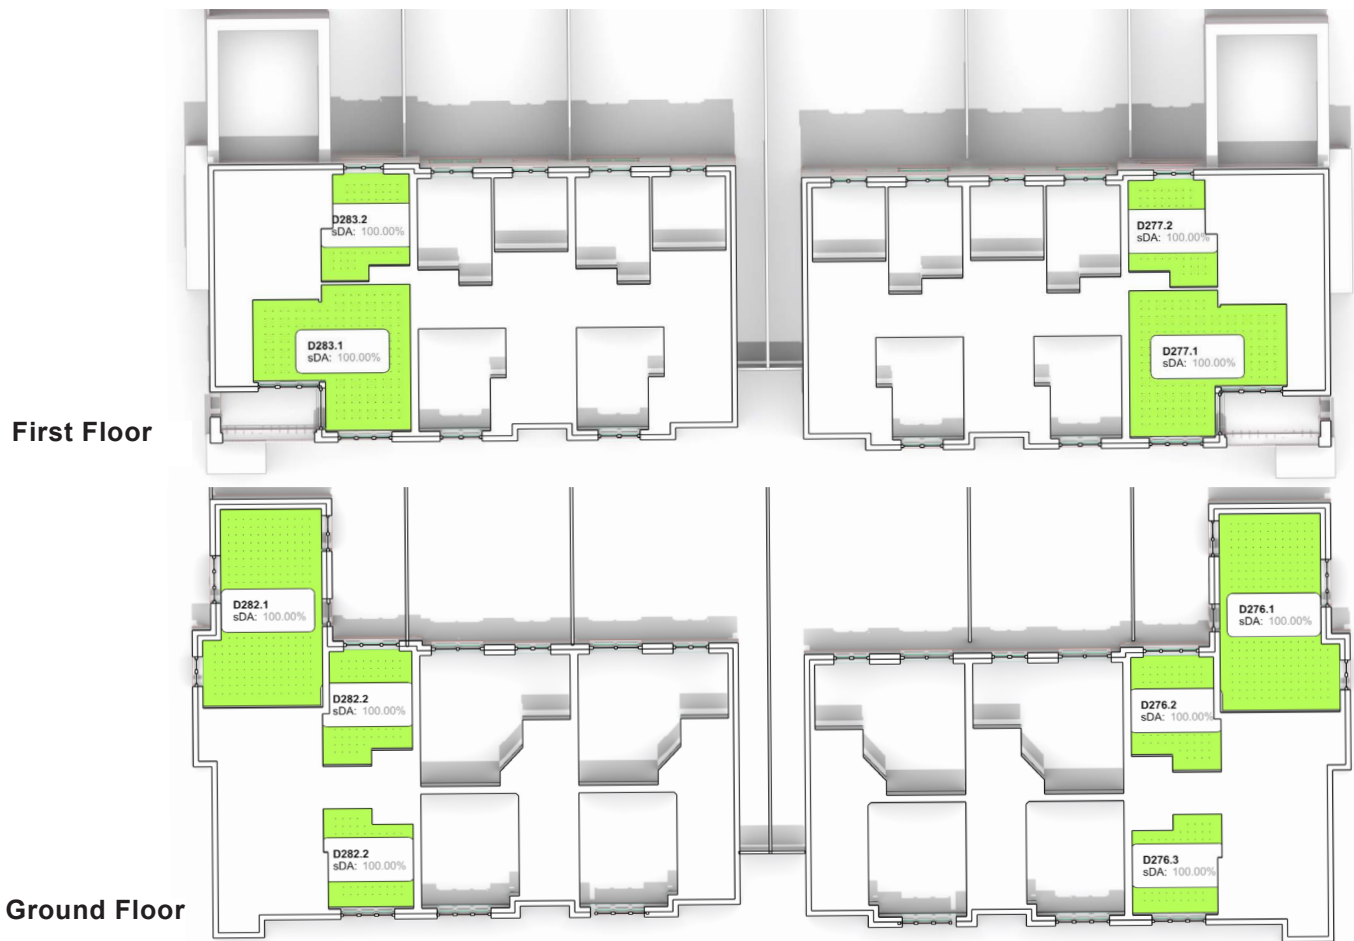 D283.2
sDA: 100.00%
D277.2
sDA: 100.00%
D283.1
sDA: 100.00%
D277.1
sDA: 100.00%
First Floor
D282.1
sDA: 100.00%
D276.1
sDA: 100.00%
D282.2
sDA: 100.00%
D276.2
sDA: 100.00%
D282.2
sDA: 100.00%
D276.3
sDA: 100.00%
Ground Floor